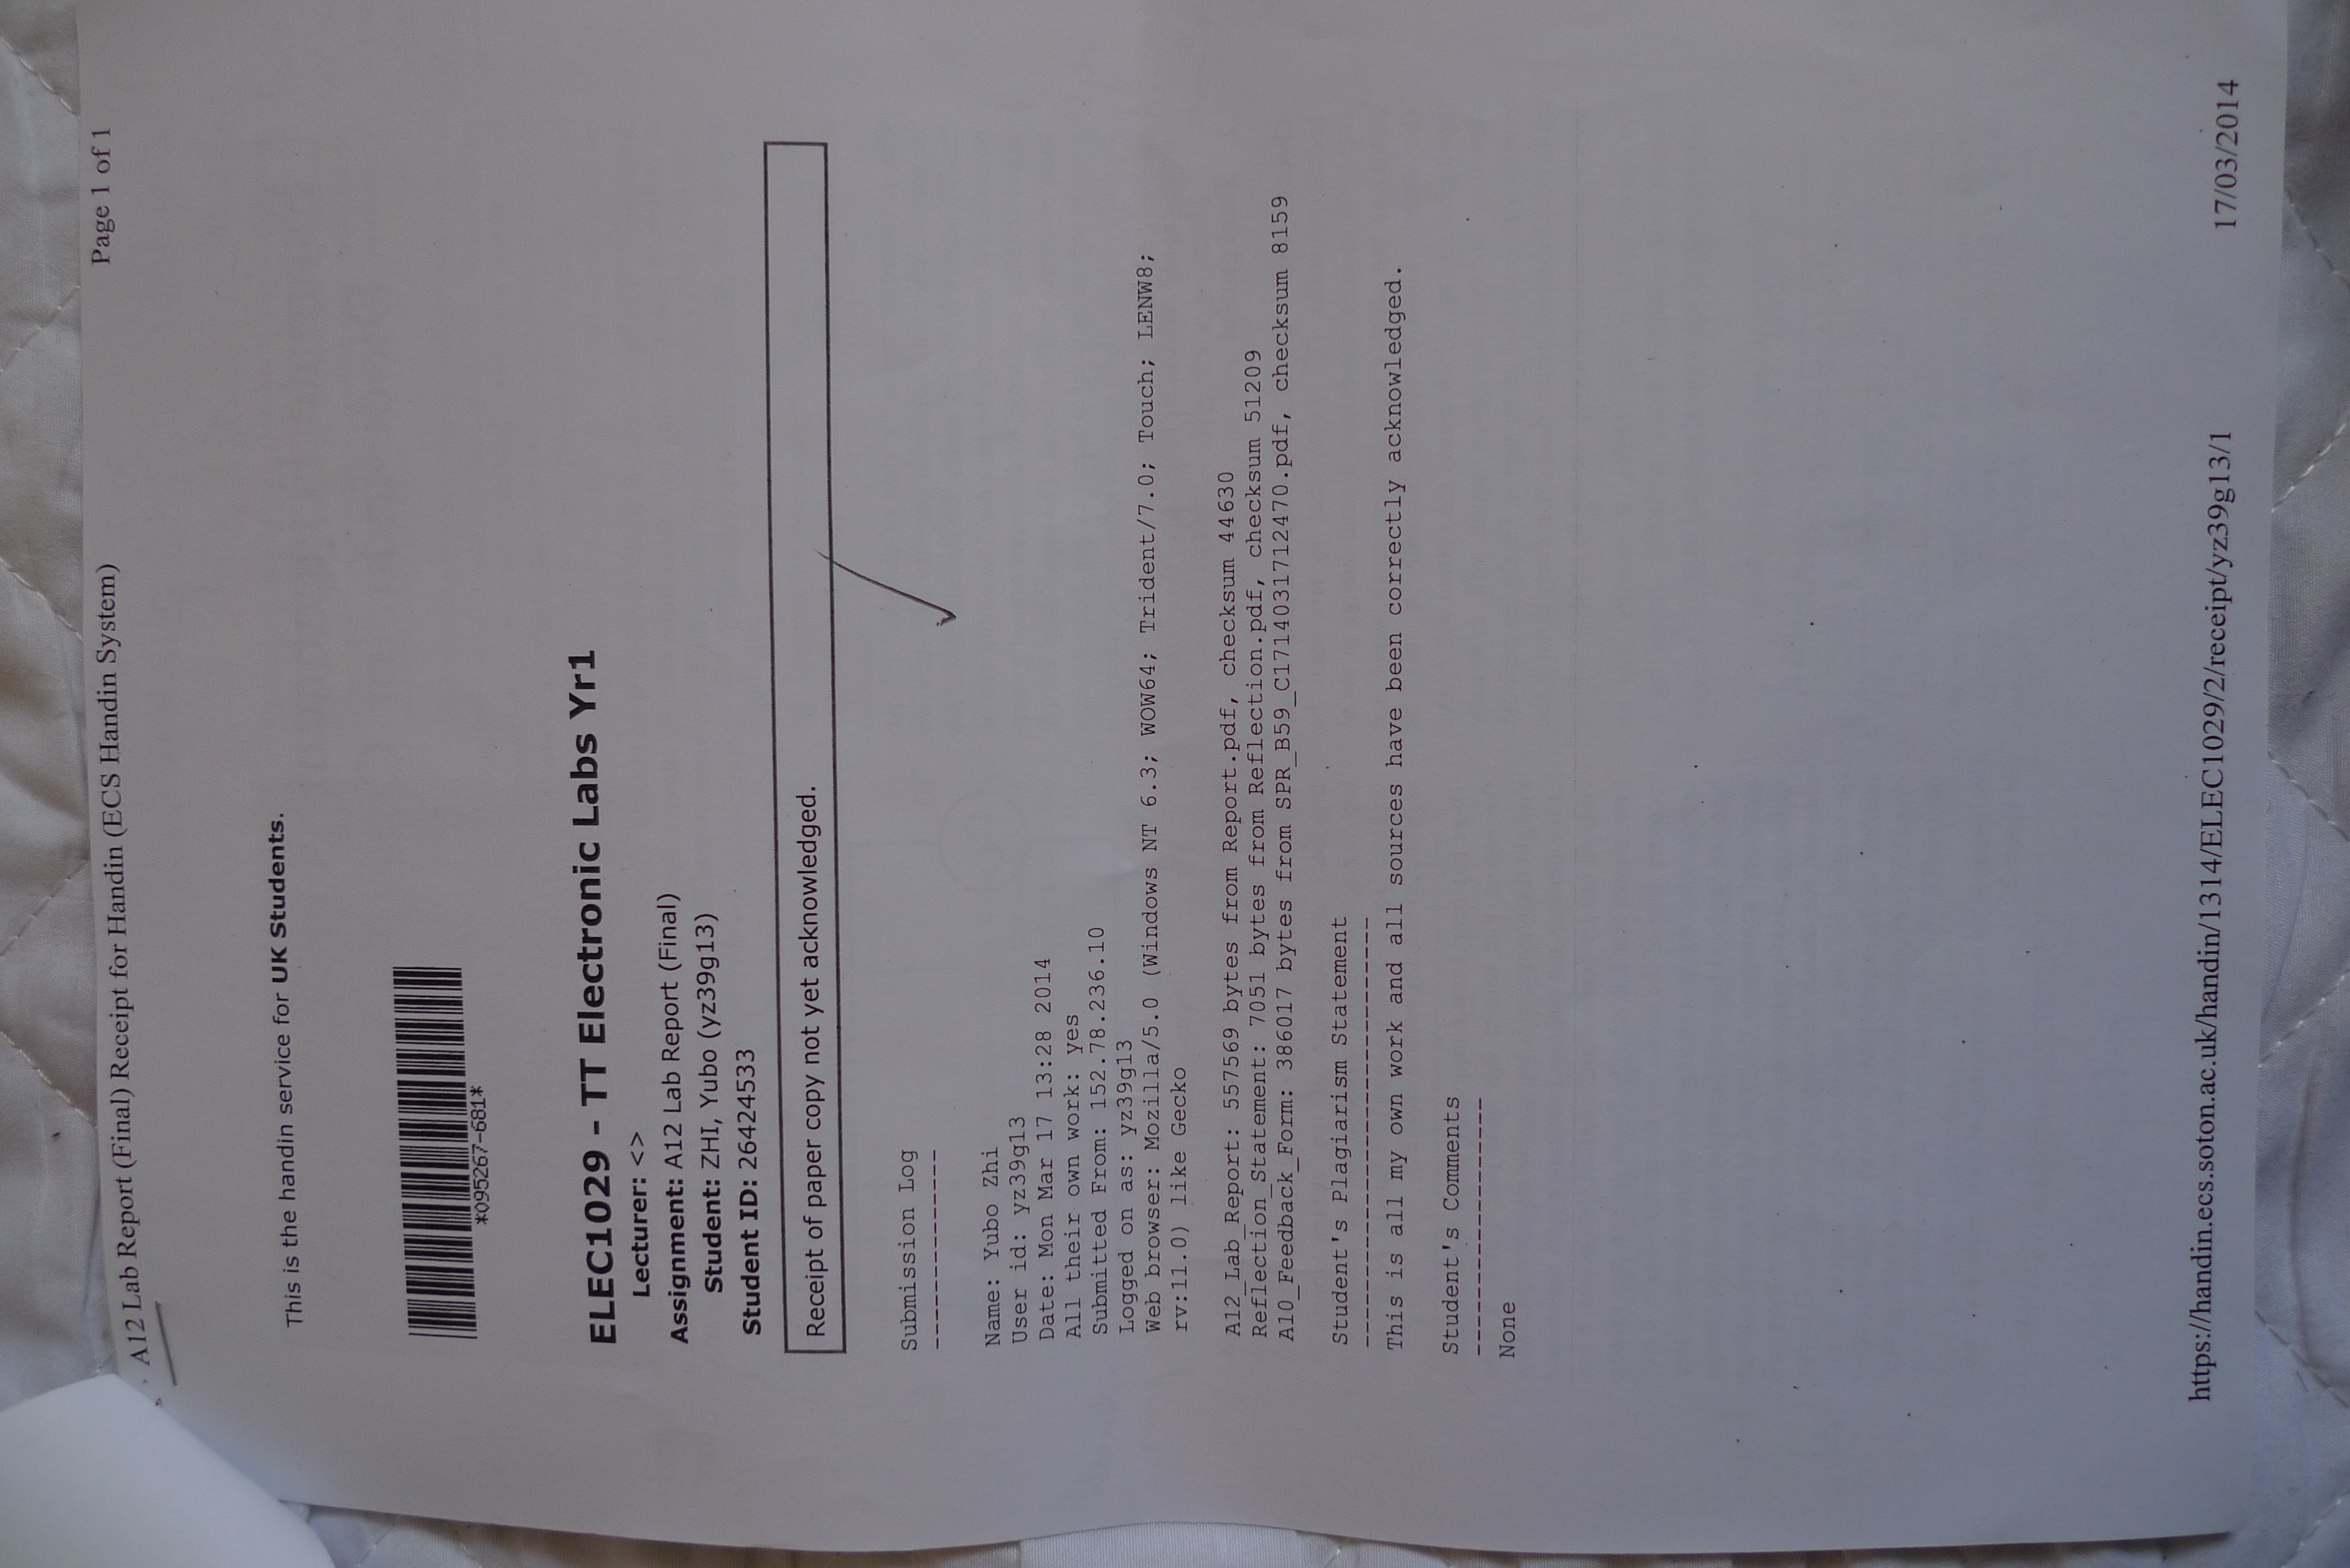 A12 Lab Report (Final) Receipt for Handin (ECS Handin System)
Page 1 of 1
This is the handin service for UK Students.
*095267-681*
ELEC1029 - TT Electronic Labs Yr1
Lecturer: <>
Assignment: A12 Lab Report (Final)
Student: ZHI, Yubo (yz39g13)
Student ID: 26424533
Receipt of paper copy not yet acknowledged.
Submission Log
--------------
Name: Yubo Zhi
User id: yz39g13
Date: Mon Mar 17 13:28 2014
All their own work: yes
Submitted From: 152.78.236.10
Logged on as: yz39g13
Web browser: Mozilla/5.0 (Windows NT 6.3; WOW64; Trident/7.0; Touch; LENW8;
rv:11.0) like Gecko
A12_Lab_Report: 557569 bytes from Report.pdf, checksum 44630
Reflection_Statement: 7051 bytes from Reflection.pdf, checksum 51209
A10_Feedback_Form: 386017 bytes from SPR_B59_C1714031712470.pdf, checksum 8159
Student's Plagiarism Statement
------------------------------
This is all my own work and all sources have been correctly acknowledged.
Student's Comments
------------------
None
https://handin.ecs.soton.ac.uk/handin/1314/ELEC1029/2/receipt/yz39g13/1
17/03/2014